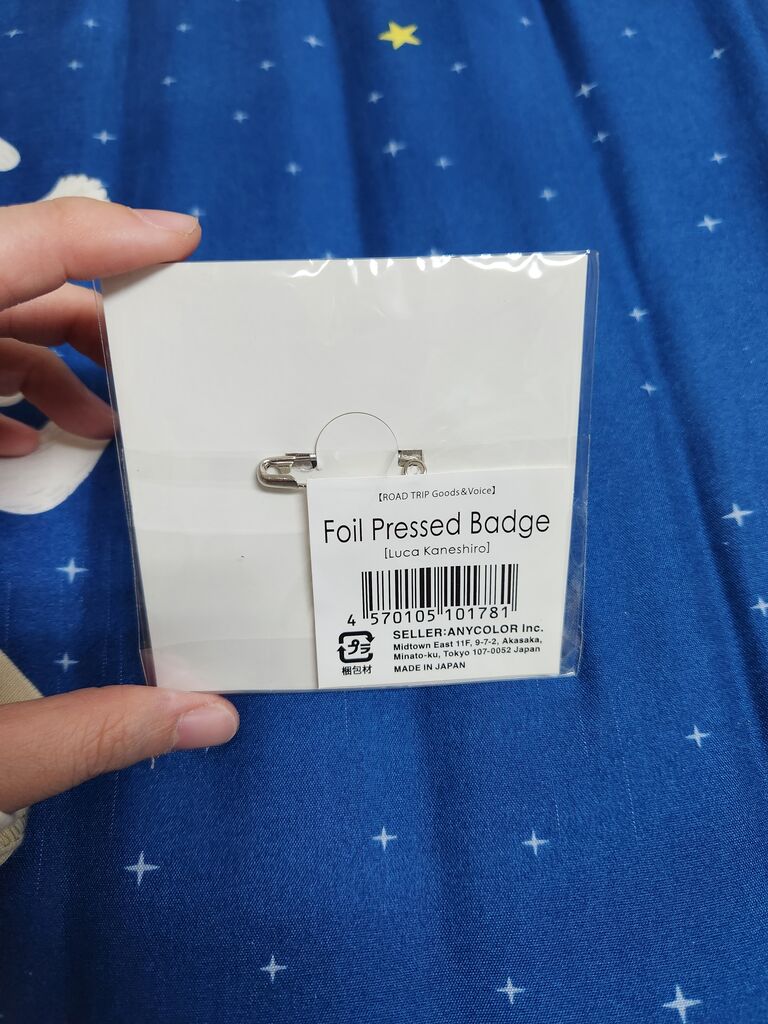 【ROAD TRIP Goods&Voice】
Foil Pressed Badge
[Luca Kaneshiro]
4 570105 101781
SELLER:ANYCOLOR Inc.
Midtown East 11F, 9-7-2, Akasaka,
Minato-ku, Tokyo 107-0052 Japan
MADE IN JAPAN
プラ
梱包材